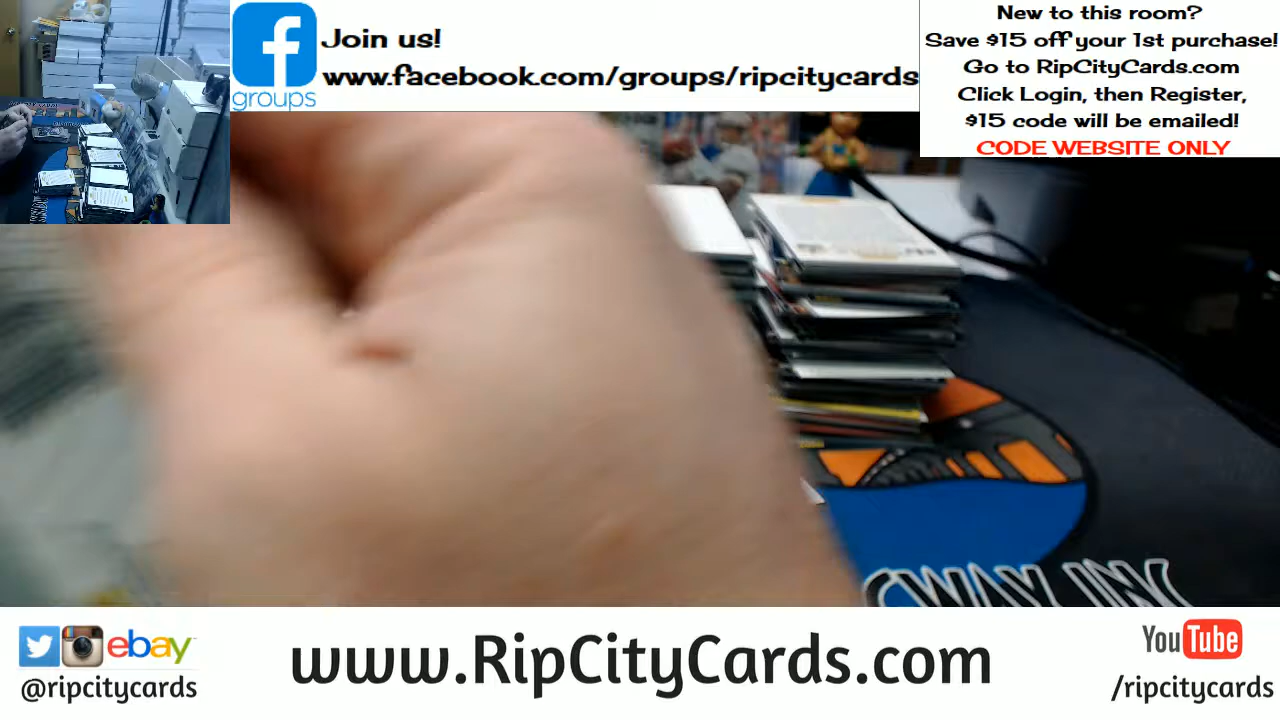 groups
Join us!
www.facebook.com/groups/ripcitycards
New to this room?
Save $15 off your 1st purchase!
Go to RipCityCards.com
Click Login, then Register,
$15 code will be emailed!
CODE WEBSITE ONLY
ebay
@ripcitycards
www.RipCityCards.com
YouTube
/ripcitycards